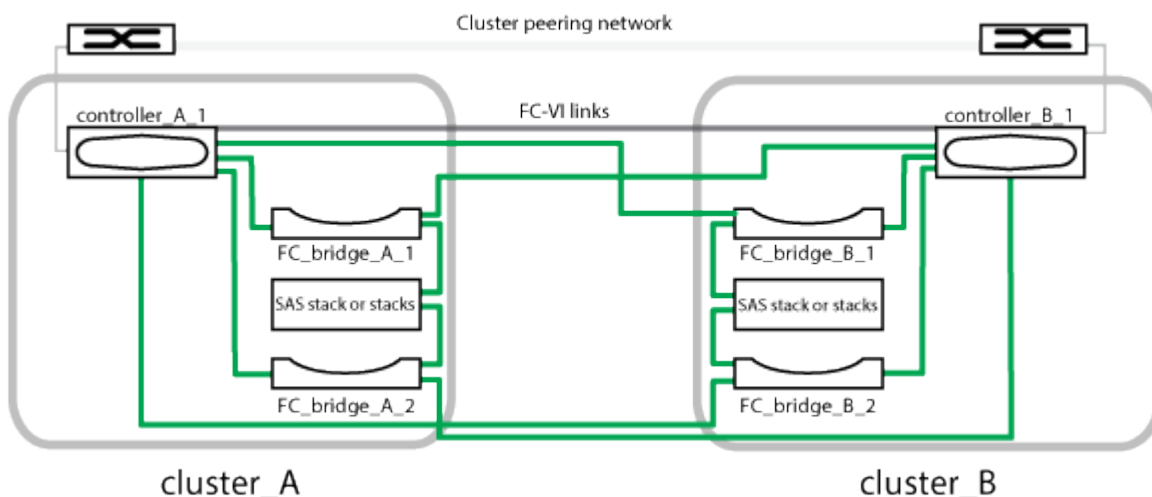 Cluster peering network
controller_A_1
FC-VI links
controller_B_1
FC_bridge_A_1
FC_bridge_B_1
SAS stack or stacks
SAS stack or stacks
FC_bridge_A_2
FC_bridge_B_2
cluster_A
cluster_B